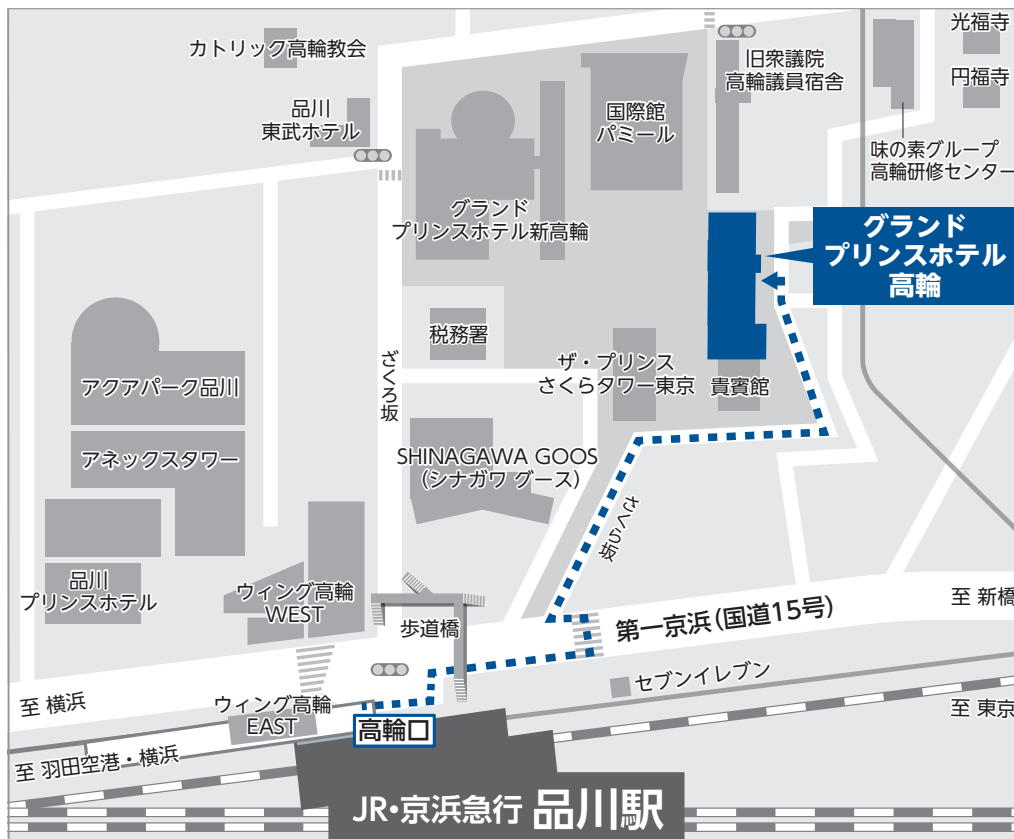 光福寺
カトリック高輪教会
旧衆議院
高輪議員宿舎
円福寺
品川
東武ホテル
国際館
パミール
味の素グループ
高輪研修センター
グランド
プリンスホテル新高輪
グランド
プリンスホテル
高輪
税務署
ざくろ坂
ザ・プリンス
さくらタワー東京
貴賓館
アクアパーク品川
アネックスタワー
SHINAGAWA GOOS
(シナガワ グース)
さくら坂
品川
プリンスホテル
ウィング高輪
WEST
歩道橋
第一京浜(国道15号)
至 新橋
至 横浜
ウィング高輪
EAST
セブンイレブン
至 東京
高輪口
至 羽田空港・横浜
JR・京浜急行 品川駅